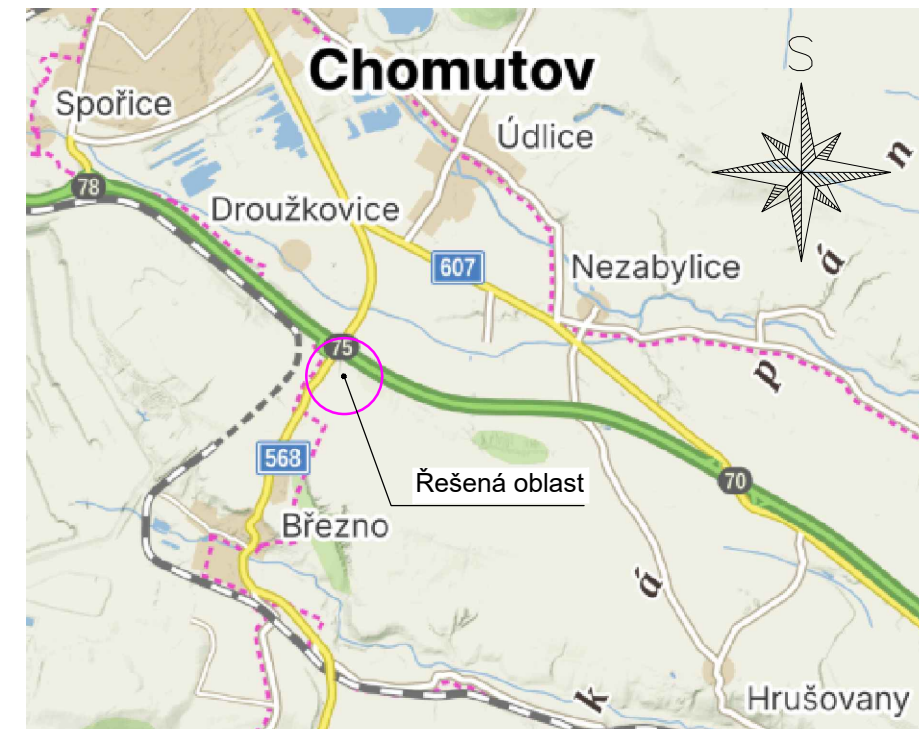 Chomutov
S
Spořice
Údlice
n
78
Droužkovice
á
607
Nezabylice
75
p
568
Řešená oblast
70
Březno
á
k
Hrušovany